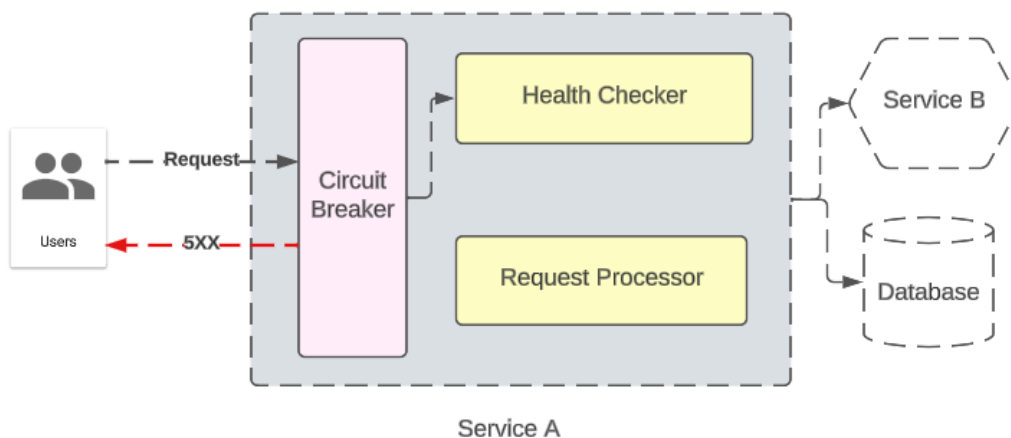 Users
Request
5XX
Circuit
Breaker
Health Checker
Request Processor
Service B
Database
Service A